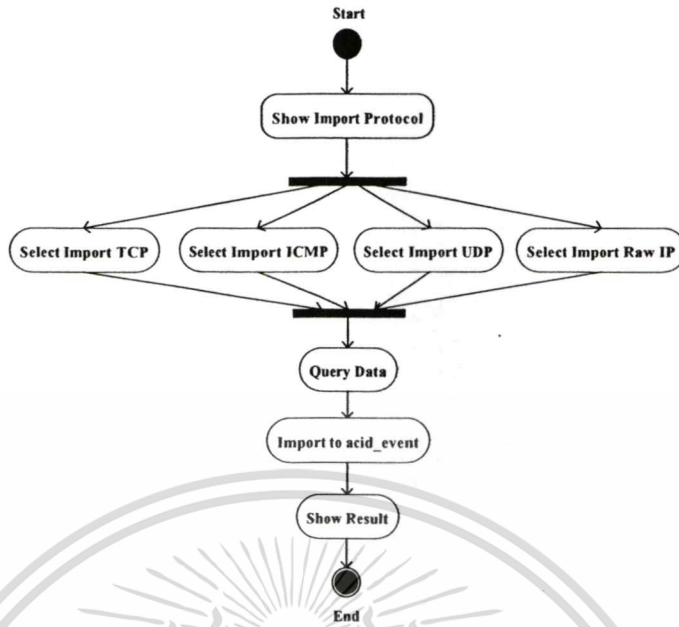 Start
Show Import Protocol
Select Import TCP
Select Import ICMP
Select Import UDP
Select Import Raw IP
Query Data
Import to acid_event
Show Result
End